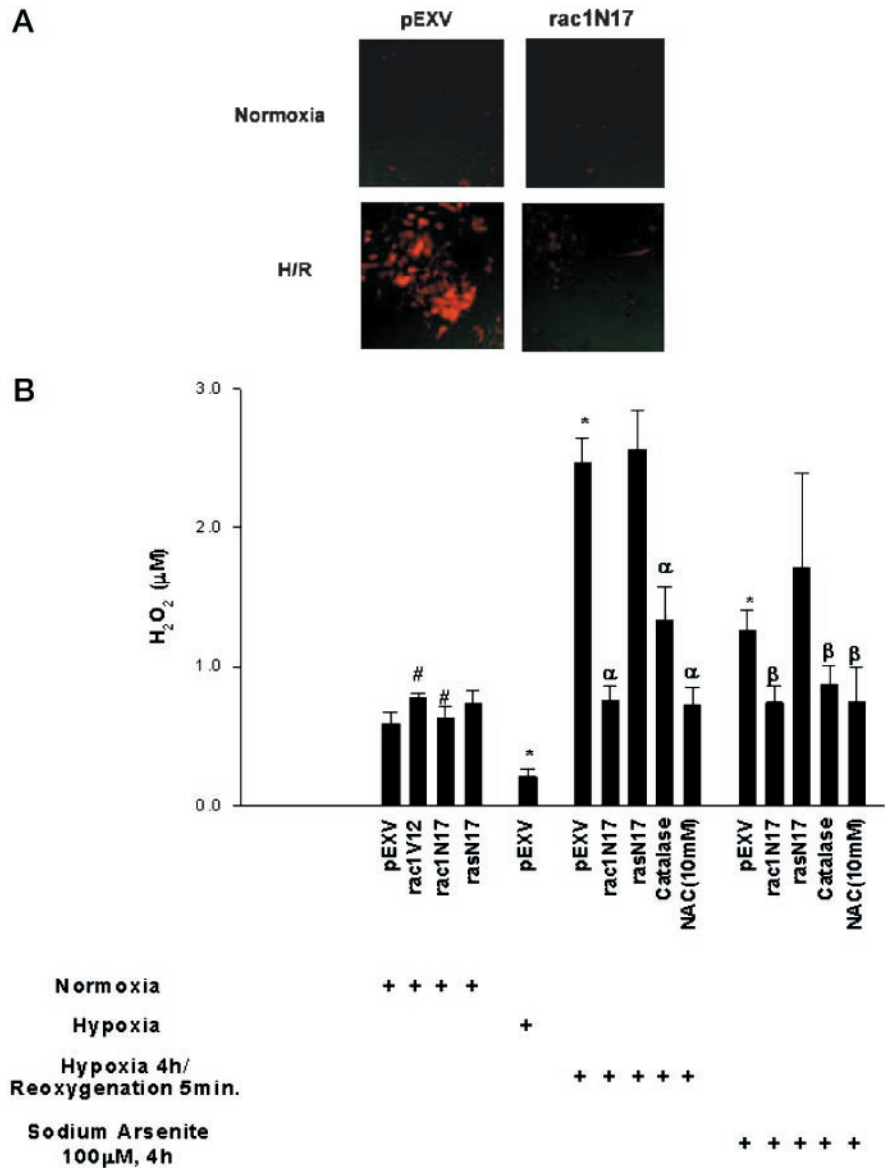 A
pEXV rac1N17
Normoxia
H/R
B
3.0
2.0
1.0
0.0
H2O2 (μM)
# # * * α α α * β β β
pEXV rac1V12 rac1N17 rasN17 pEXV pEXV rac1N17 rasN17 Catalase NAC(10mM) pEXV rac1N17 rasN17 Catalase NAC(10mM)
Normoxia + + + +
Hypoxia +
Hypoxia 4h/
Reoxygenation 5min. + + + + +
Sodium Arsenite
100μM, 4h + + + + +